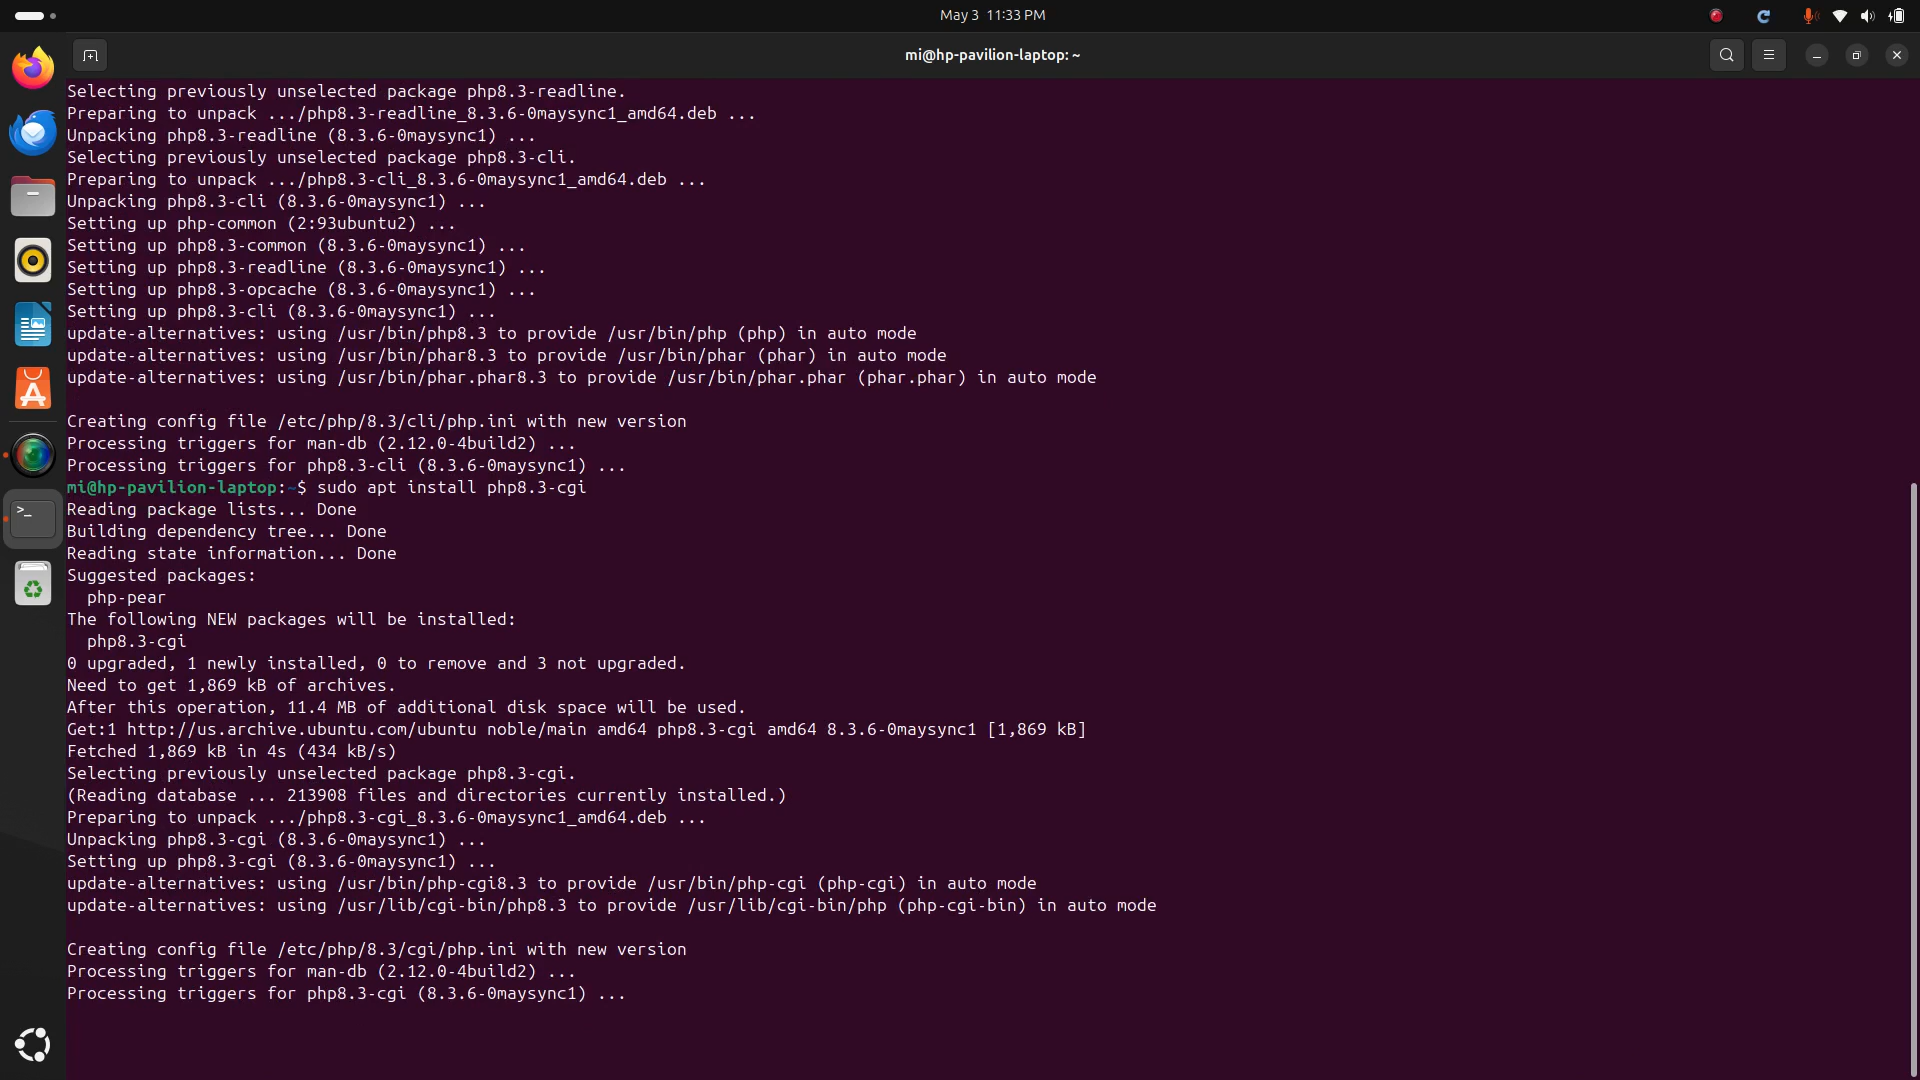 May 3 11:33 PM
mi@hp-pavilion-laptop: ~
Selecting previously unselected package php8.3-readline.
Preparing to unpack .../php8.3-readline_8.3.6-0maysync1_amd64.deb ...
Unpacking php8.3-readline (8.3.6-0maysync1) ...
Selecting previously unselected package php8.3-cli.
Preparing to unpack .../php8.3-cli_8.3.6-0maysync1_amd64.deb ...
Unpacking php8.3-cli (8.3.6-0maysync1) ...
Setting up php-common (2:93ubuntu2) ...
Setting up php8.3-common (8.3.6-0maysync1) ...
Setting up php8.3-readline (8.3.6-0maysync1) ...
Setting up php8.3-opcache (8.3.6-0maysync1) ...
Setting up php8.3-cli (8.3.6-0maysync1) ...
update-alternatives: using /usr/bin/php8.3 to provide /usr/bin/php (php) in auto mode
update-alternatives: using /usr/bin/phar8.3 to provide /usr/bin/phar (phar) in auto mode
update-alternatives: using /usr/bin/phar.phar8.3 to provide /usr/bin/phar.phar (phar.phar) in auto mode
Creating config file /etc/php/8.3/cli/php.ini with new version
Processing triggers for man-db (2.12.0-4build2) ...
Processing triggers for php8.3-cli (8.3.6-0maysync1) ...
mi@hp-pavilion-laptop:~$ sudo apt install php8.3-cgi
Reading package lists... Done
Building dependency tree... Done
Reading state information... Done
Suggested packages:
  php-pear
The following NEW packages will be installed:
  php8.3-cgi
0 upgraded, 1 newly installed, 0 to remove and 3 not upgraded.
Need to get 1,869 kB of archives.
After this operation, 11.4 MB of additional disk space will be used.
Get:1 http://us.archive.ubuntu.com/ubuntu noble/main amd64 php8.3-cgi amd64 8.3.6-0maysync1 [1,869 kB]
Fetched 1,869 kB in 4s (434 kB/s)
Selecting previously unselected package php8.3-cgi.
(Reading database ... 213908 files and directories currently installed.)
Preparing to unpack .../php8.3-cgi_8.3.6-0maysync1_amd64.deb ...
Unpacking php8.3-cgi (8.3.6-0maysync1) ...
Setting up php8.3-cgi (8.3.6-0maysync1) ...
update-alternatives: using /usr/bin/php-cgi8.3 to provide /usr/bin/php-cgi (php-cgi) in auto mode
update-alternatives: using /usr/lib/cgi-bin/php8.3 to provide /usr/lib/cgi-bin/php (php-cgi-bin) in auto mode
Creating config file /etc/php/8.3/cgi/php.ini with new version
Processing triggers for man-db (2.12.0-4build2) ...
Processing triggers for php8.3-cgi (8.3.6-0maysync1) ...